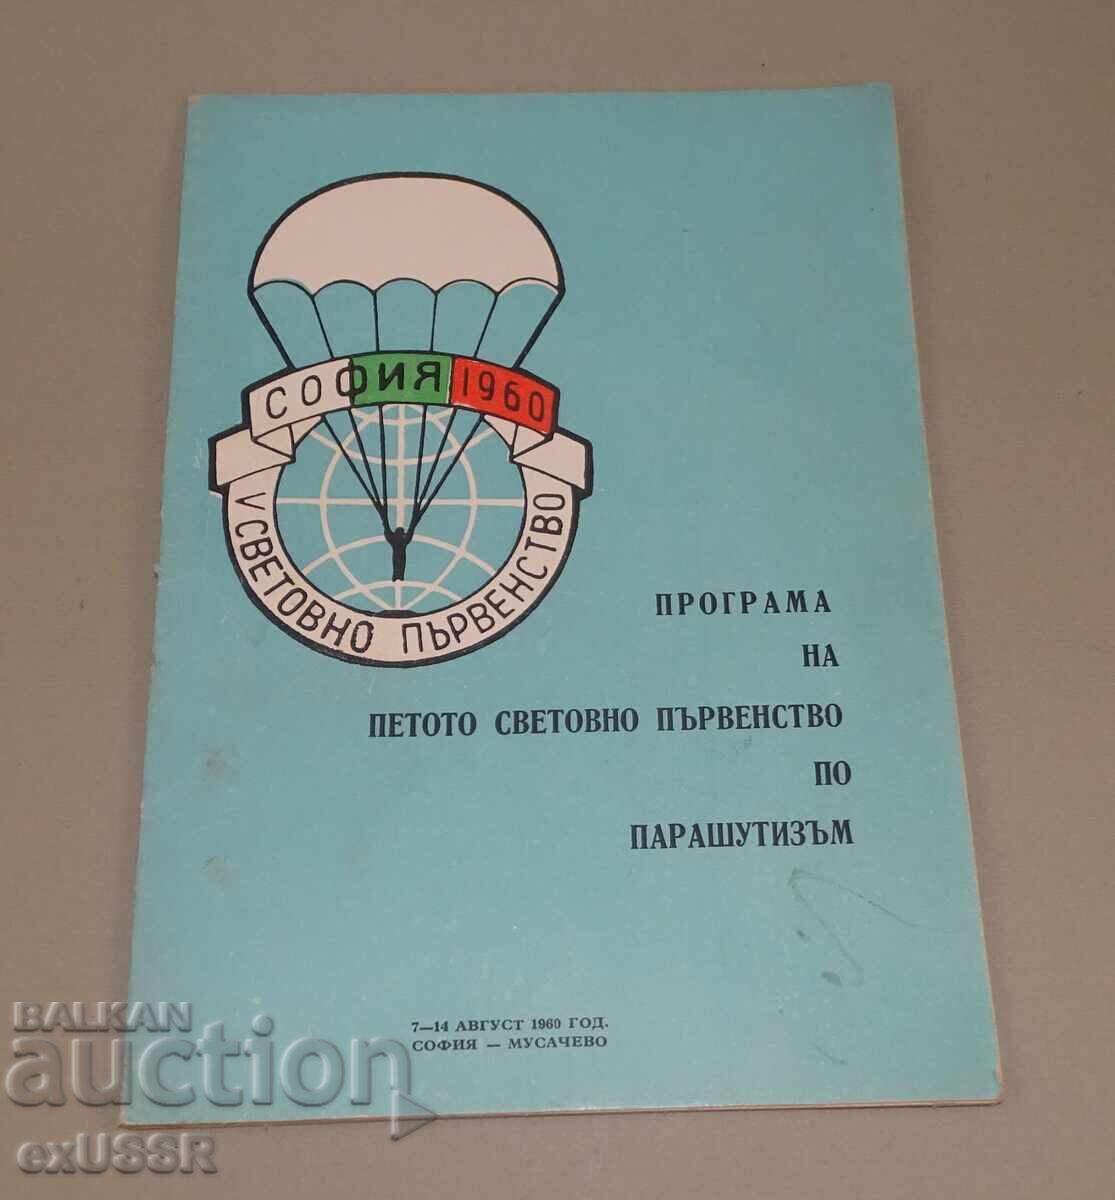 СОФИЯ 1960
V СВЕТОВНО ПЪРВЕНСТВО
ПРОГРАМА
НА
ПЕТОТО СВЕТОВНО ПЪРВЕНСТВО
ПО
ПАРАШУТИЗЪМ
7—14 АВГУСТ 1960 ГОД.
СОФИЯ — МУСАЧЕВО
BALKAN
auction
exUSSR